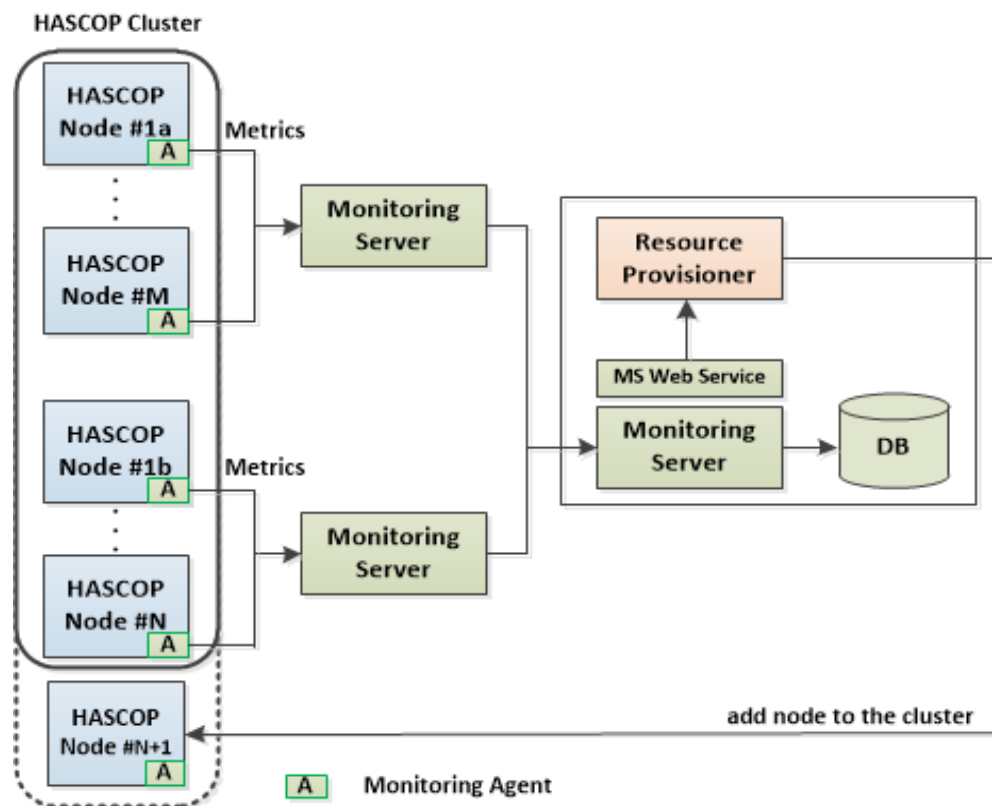 HASCOP Cluster
HASCOP
Node #1a
A
Metrics
HASCOP
Node #M
A
Monitoring
Server
HASCOP
Node #1b
A
Metrics
HASCOP
Node #N
A
Monitoring
Server
Resource
Provisioner
MS Web Service
Monitoring
Server
DB
HASCOP
Node #N+1
A
add node to the cluster
A
Monitoring Agent